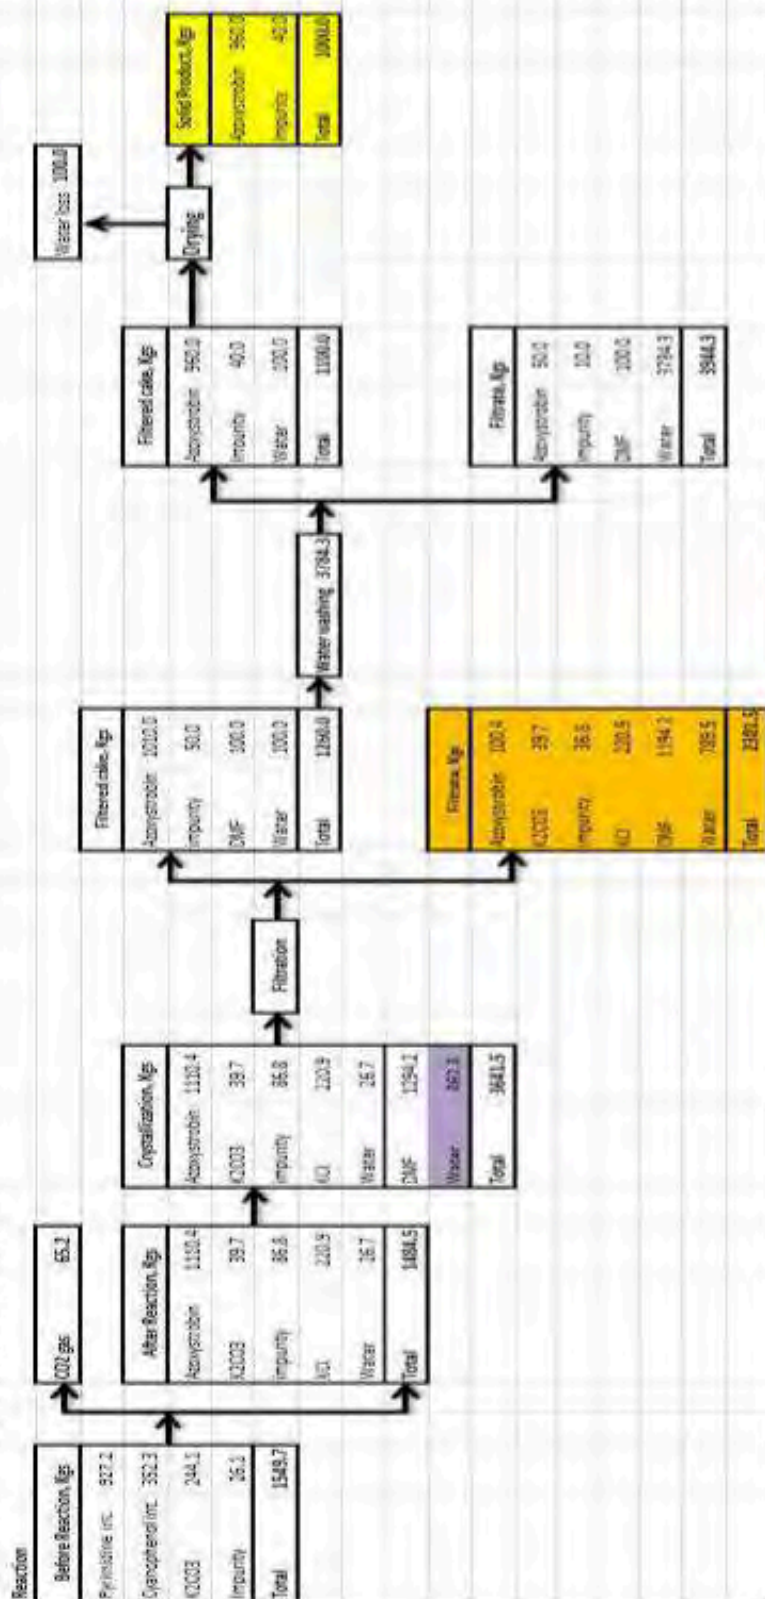 Reaction
Before Reaction, Kgs
Pyrimidine int. 927.2
Cyanophenol int. 352.3
K2CO3 244.1
Impurity 26.1
Total 1549.7
CO2 gas 65.2
After Reaction, Kgs
Azoxystrobin 1110.4
K2CO3 39.7
impurity 86.8
KCl 220.9
Water 26.7
Total 1484.5
Crystallization, Kgs
Azoxystrobin 1110.4
K2CO3 39.7
impurity 86.8
KCl 220.9
Water 26.7
DMF 1294.2
Water
Total 3641.5
Filtration
Filtered cake, Kgs
Azoxystrobin 1010.0
impurity 50.0
DMF 100.0
Water 100.0
Total 1260.0
Filtrate, Kgs
Azoxystrobin 100.4
K2CO3 39.7
impurity 36.8
KCl 220.9
DMF 1194.2
Water 789.5
Total 2381.5
Water washing 3784.3
Filtered cake, Kgs
Azoxystrobin 960.0
impurity 40.0
Water 100.0
Total 1100.0
Filtrate, Kgs
Azoxystrobin 50.0
impurity 10.0
DMF 100.0
Water 3784.3
Total 3944.3
Drying
Water loss 100.0
Solid Product, Kgs
Azoxystrobin 960.0
impurity 40.0
Total 1000.0